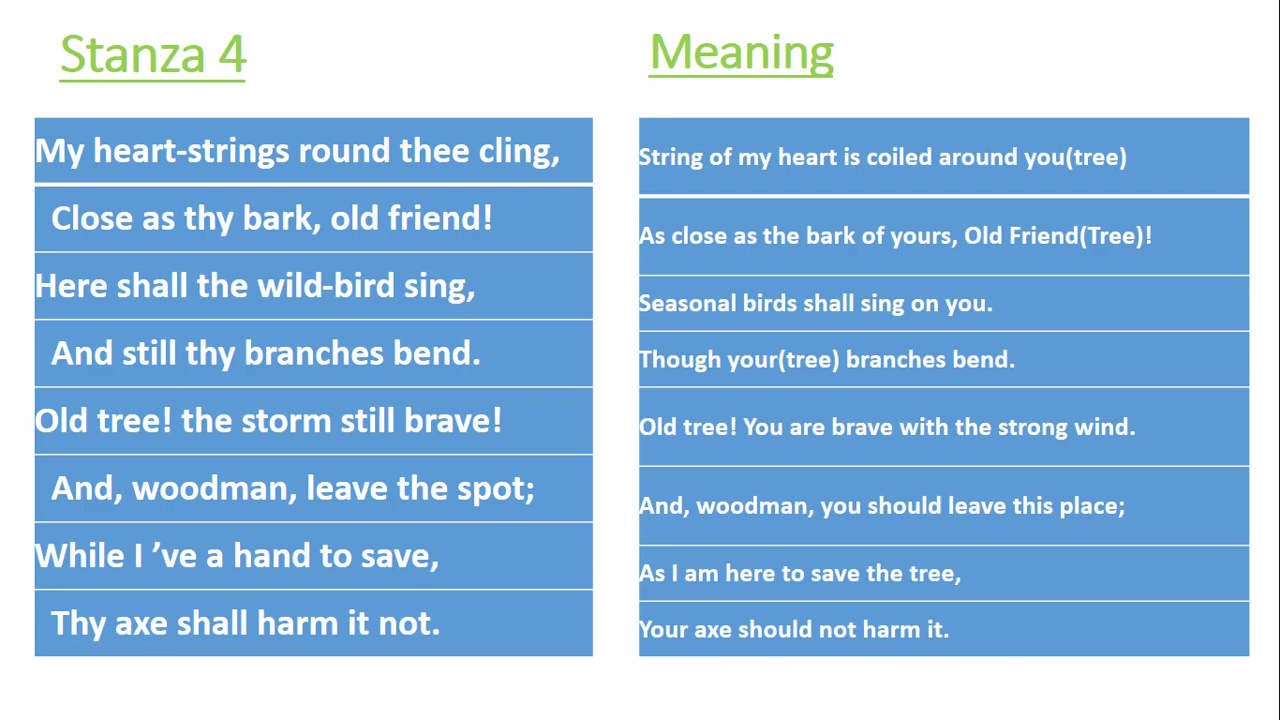 Stanza 4
My heart-strings round thee cling,
Close as thy bark, old friend!
Here shall the wild-bird sing,
And still thy branches bend.
Old tree! the storm still brave!
And, woodman, leave the spot;
While I ’ve a hand to save,
Thy axe shall harm it not.
Meaning
String of my heart is coiled around you(tree)
As close as the bark of yours, Old Friend(Tree)!
Seasonal birds shall sing on you.
Though your(tree) branches bend.
Old tree! You are brave with the strong wind.
And, woodman, you should leave this place;
As I am here to save the tree,
Your axe should not harm it.